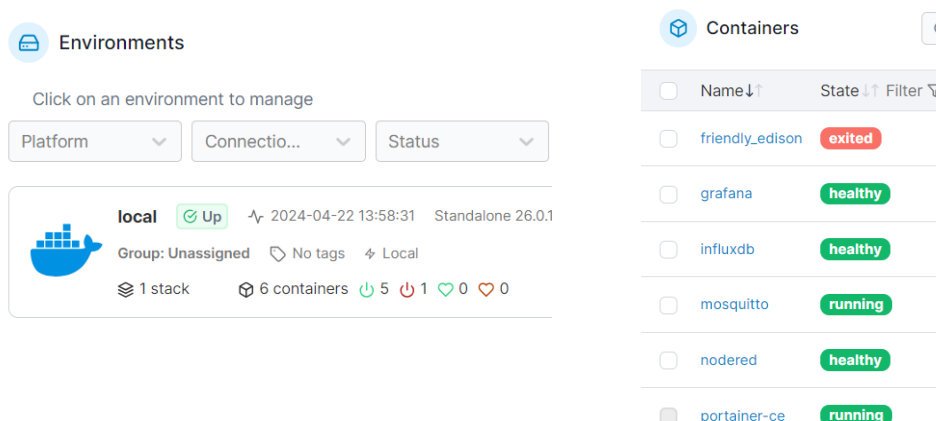 Environments
Click on an environment to manage
Platform
Connectio...
Status
local
Up
2024-04-22 13:58:31
Standalone 26.0.1
Group: Unassigned
No tags
Local
1 stack
6 containers
5
1
0
0
Containers
Name
State
Filter
friendly_edison
exited
grafana
healthy
influxdb
healthy
mosquitto
running
nodered
healthy
portainer-ce
running